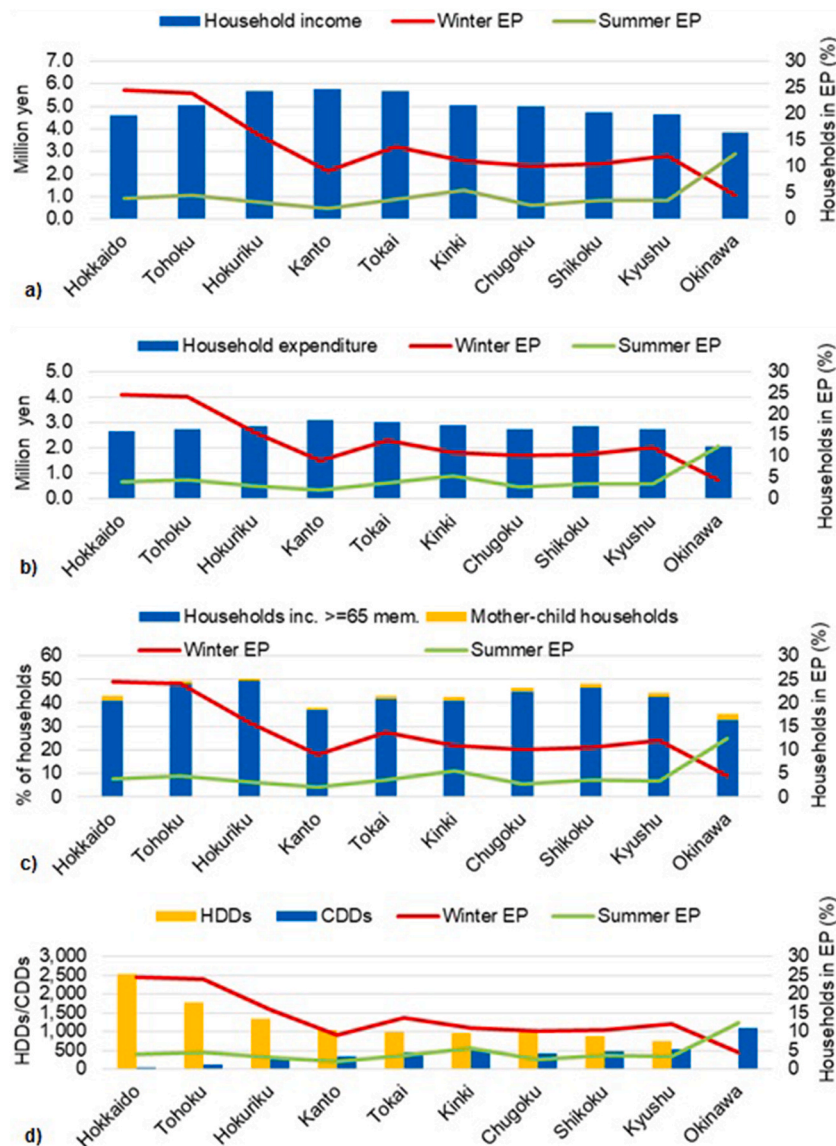 Household income Winter EP Summer EP
Million yen
7.0
6.0
5.0
4.0
3.0
2.0
1.0
0.0
30
25
20
15
10
5
0
Households in EP (%)
Hokkaido Tohoku Hokuriku Kanto Tokai Kinki Chugoku Shikoku Kyushu Okinawa
a)
Household expenditure Winter EP Summer EP
Million yen
5.0
4.0
3.0
2.0
1.0
0.0
30
25
20
15
10
5
0
Households in EP (%)
Hokkaido Tohoku Hokuriku Kanto Tokai Kinki Chugoku Shikoku Kyushu Okinawa
b)
Households inc. >=65 mem. Mother-child households
Winter EP Summer EP
% of households
60
50
40
30
20
10
0
30
25
20
15
10
5
0
Households in EP (%)
Hokkaido Tohoku Hokuriku Kanto Tokai Kinki Chugoku Shikoku Kyushu Okinawa
c)
HDDs CDDs Winter EP Summer EP
HDDs/CDDs
3,000
2,500
2,000
1,500
1,000
500
0
30
25
20
15
10
5
0
Households in EP (%)
Hokkaido Tohoku Hokuriku Kanto Tokai Kinki Chugoku Shikoku Kyushu Okinawa
d)